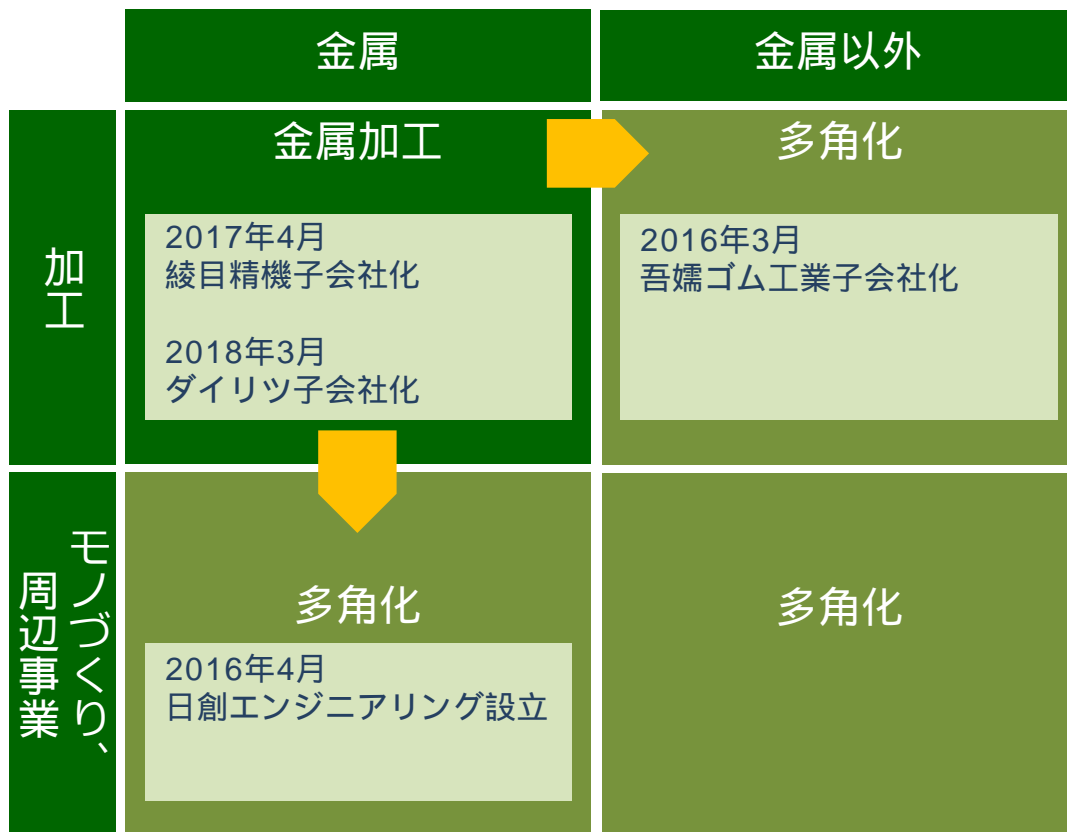 金属
金属以外
加工
金属加工
2017年4月
綾目精機子会社化
2018年3月
ダイリツ子会社化
多角化
2016年3月
吾嬬ゴム工業子会社化
モノづくり、
周辺事業
多角化
2016年4月
日創エンジニアリング設立
多角化